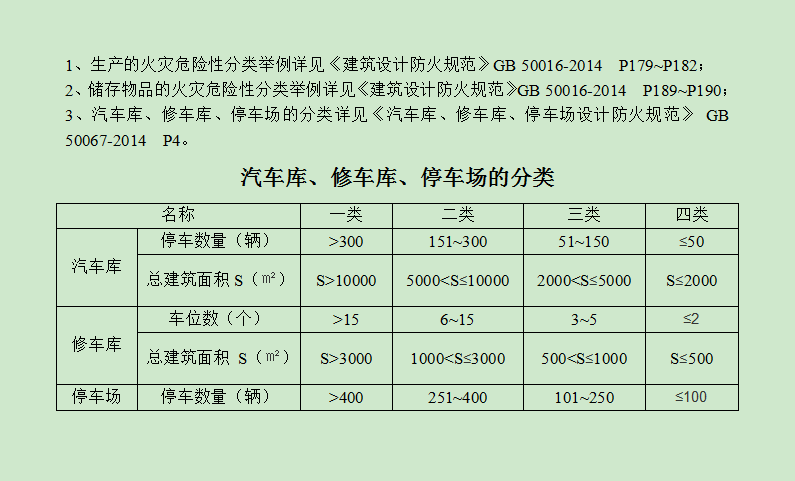 1、生产的火灾危险性分类举例详见《建筑设计防火规范》GB 50016-2014 P179~P182；
2、储存物品的火灾危险性分类举例详见《建筑设计防火规范》GB 50016-2014 P189~P190；
3、汽车库、修车库、停车场的分类详见《汽车库、修车库、停车场设计防火规范》 GB
50067-2014 P4。
汽车库、修车库、停车场的分类
名称 一类 二类 三类 四类
汽车库 停车数量（辆） >300 151~300 51~150 ≤50
总建筑面积 S（㎡） S>10000 5000<S≤10000 2000<S≤5000 S≤2000
修车库 车位数（个） >15 6~15 3~5 ≤2
总建筑面积 S（㎡） S>3000 1000<S≤3000 500<S≤1000 S≤500
停车场 停车数量（辆） >400 251~400 101~250 ≤100